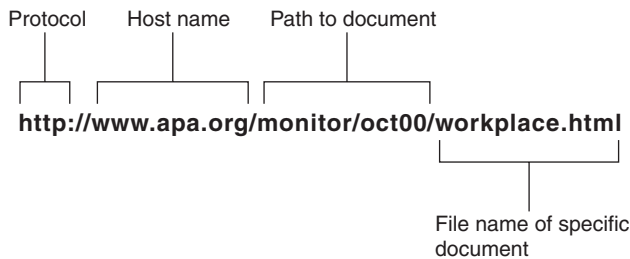 Protocol Host name Path to document
http://www.apa.org/monitor/oct00/workplace.html
File name of specific
document